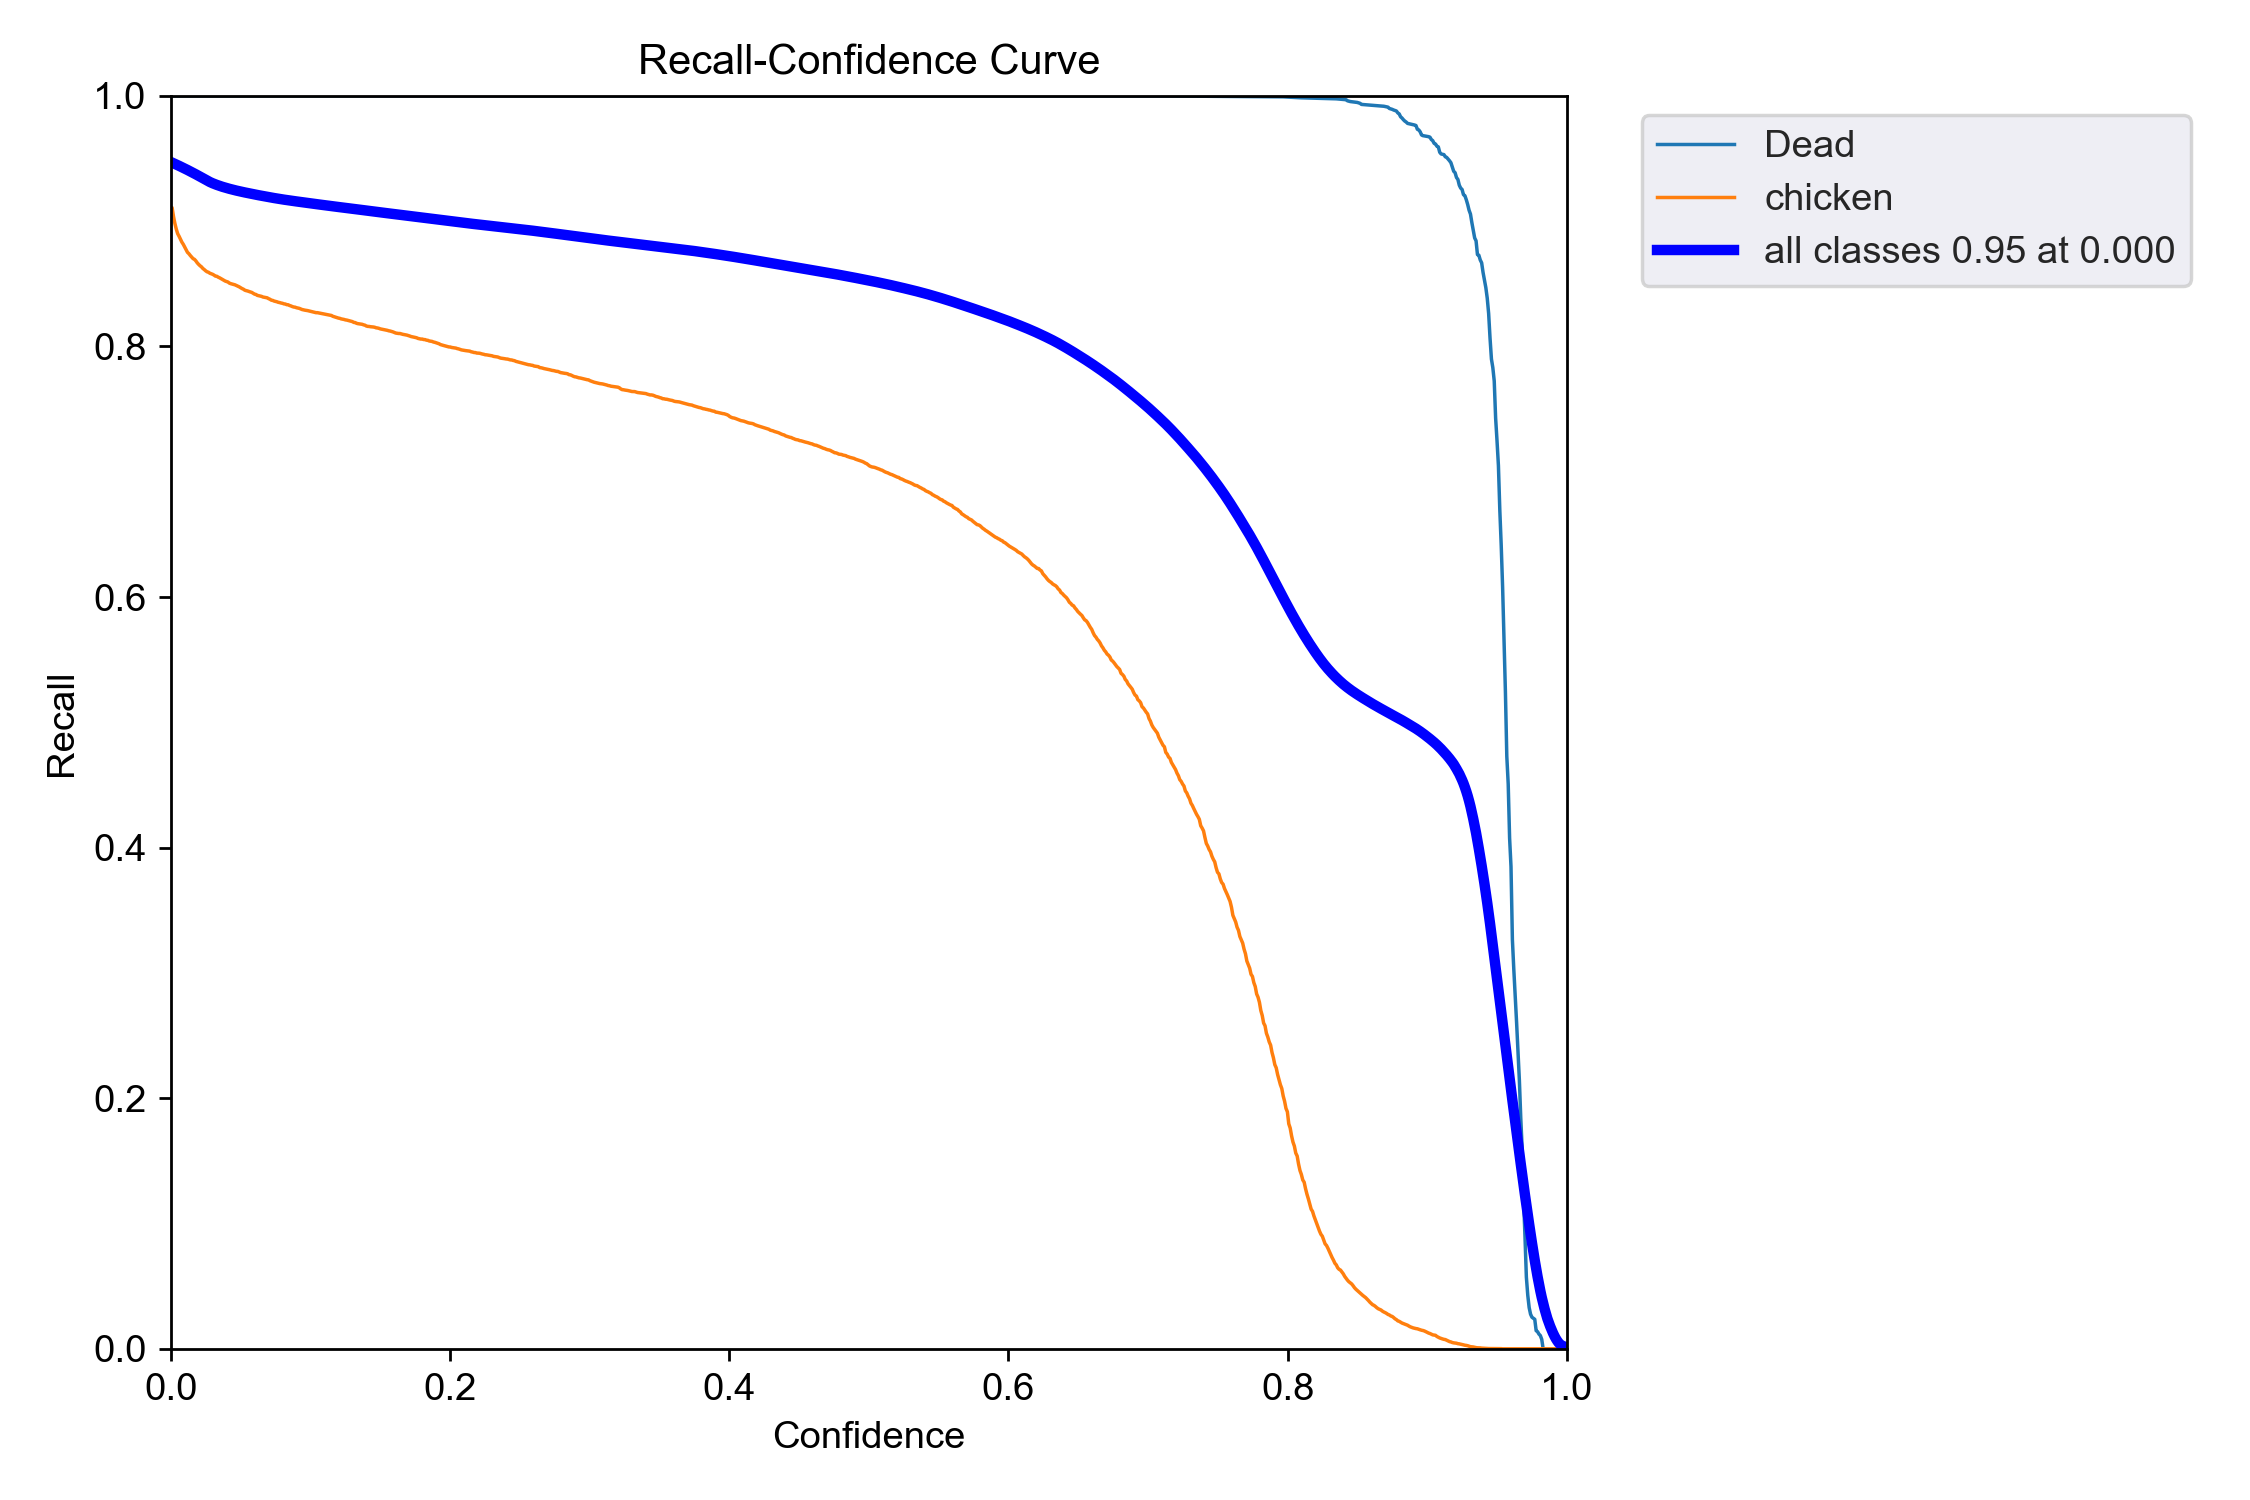 Recall-Confidence Curve
1.0
0.8
0.6
0.4
0.2
0.0
Recall
0.0 0.2 0.4 0.6 0.8 1.0
Confidence
Dead
chicken
all classes 0.95 at 0.000